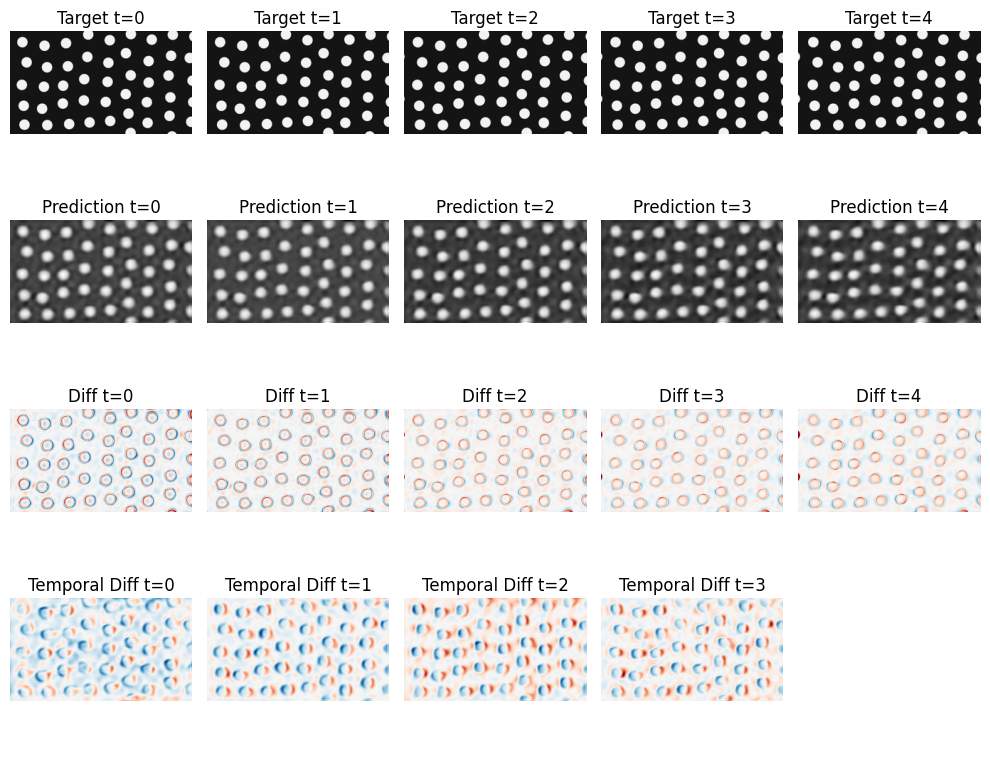 Target t=0 Target t=1 Target t=2 Target t=3 Target t=4
Prediction t=0 Prediction t=1 Prediction t=2 Prediction t=3 Prediction t=4
Diff t=0 Diff t=1 Diff t=2 Diff t=3 Diff t=4
Temporal Diff t=0 Temporal Diff t=1 Temporal Diff t=2 Temporal Diff t=3